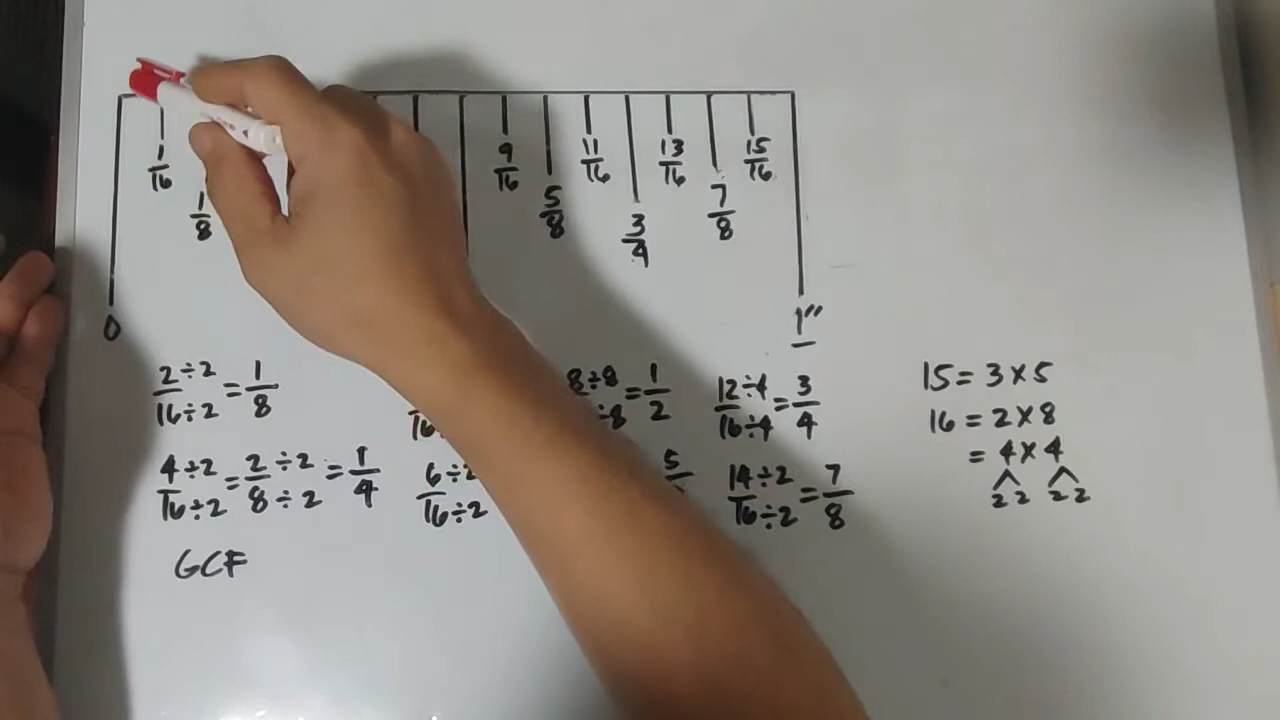 1/16 9/16 11/16 13/16 15/16
1/8 5/8 3/4 7/8
0 1"
2÷2/16÷2 = 1/8
8÷8/÷8 = 1/2
12÷4/16÷4 = 3/4
4÷2/16÷2 = 2÷2/8÷2 = 1/4
6÷2/16÷2
5
14÷2/16÷2 = 7/8
GCF
15 = 3 × 5
16 = 2 × 8
= 4 × 4
2 2 2 2